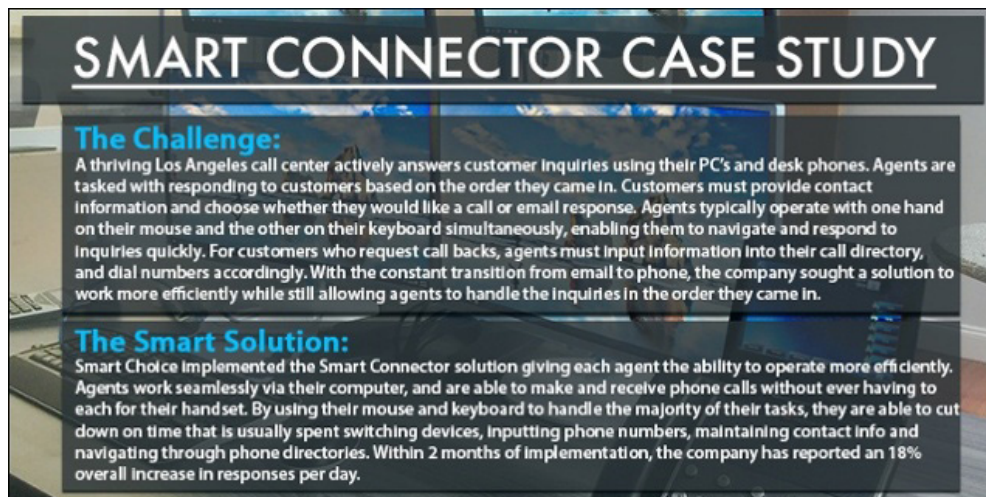 SMART CONNECTOR CASE STUDY
The Challenge:
A thriving Los Angeles call center actively answers customer inquiries using their PC's and desk phones. Agents are
tasked with responding to customers based on the order they came in. Customers must provide contact
information and choose whether they would like a call or email response. Agents typically operate with one hand
on their mouse and the other on their keyboard simultaneously, enabling them to navigate and respond to
inquiries quickly. For customers who request call backs, agents must input information into their call directory,
and dial numbers accordingly. With the constant transition from email to phone, the company sought a solution to
work more efficiently while still allowing agents to handle the inquiries in the order they came in.
The Smart Solution:
Smart Choice implemented the Smart Connector solution giving each agent the ability to operate more efficiently.
Agents work seamlessly via their computer, and are able to make and receive phone calls without ever having to
each for their handset. By using their mouse and keyboard to handle the majority of their tasks, they are able to cut
down on time that is usually spent switching devices, inputting phone numbers, maintaining contact info and
navigating through phone directories. Within 2 months of implementation, the company has reported an 18%
overall increase in responses per day.